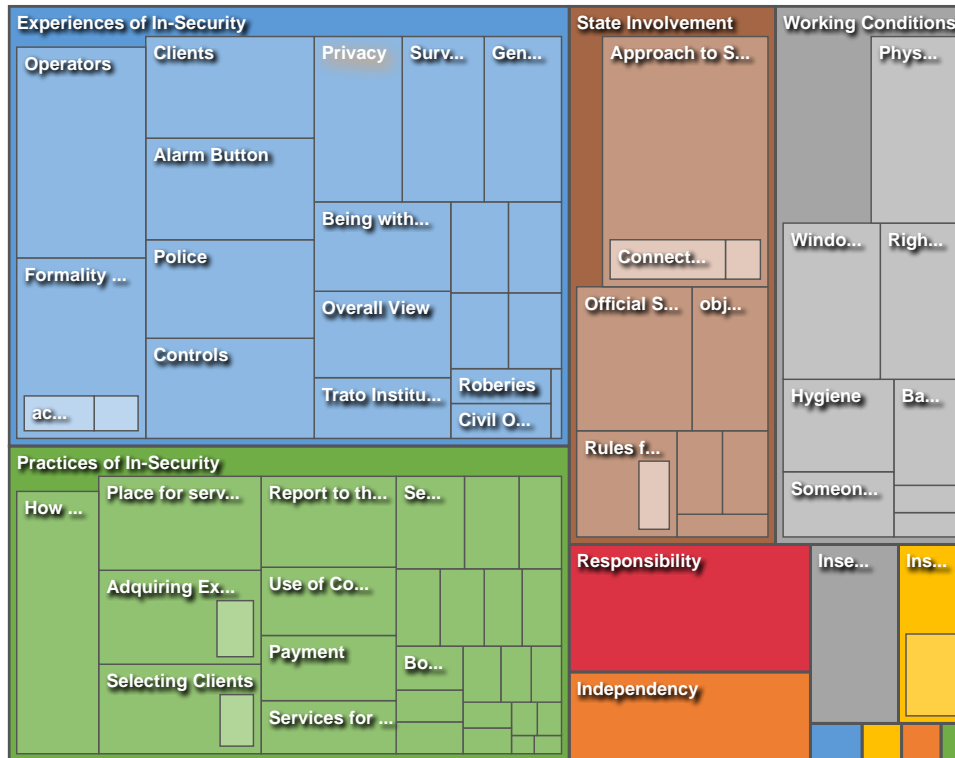 Experiences of In-Security
Operators
Clients
Privacy
Surv...
Gen...
Alarm Button
Police
Being with...
Formality ...
Overall View
Controls
Trato Institu...
Roberies
Civil O...
ac...
Practices of In-Security
How ...
Place for serv...
Report to th...
Se...
Adquiring Ex...
Use of Co...
Payment
Bo...
Selecting Clients
Services for ...
State Involvement
Approach to S...
Connect...
Official S...
obj...
Rules f...
Working Conditions
Phys...
Windo...
Righ...
Hygiene
Ba...
Someon...
Responsibility
Inse...
Ins...
Independency